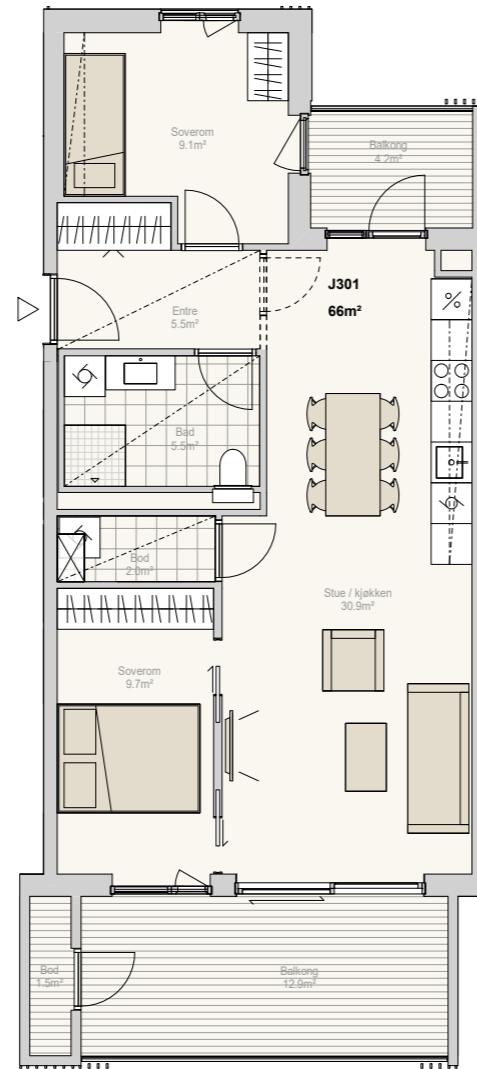 Soverom
9.1m²
Balkong
4.2m²
J301
66m²
Entre
5.5m²
Bad
5.5m²
Bod
2.0m²
Stue / kjøkken
30.9m²
Soverom
9.7m²
Bod
1.5m²
Balkong
12.9m²